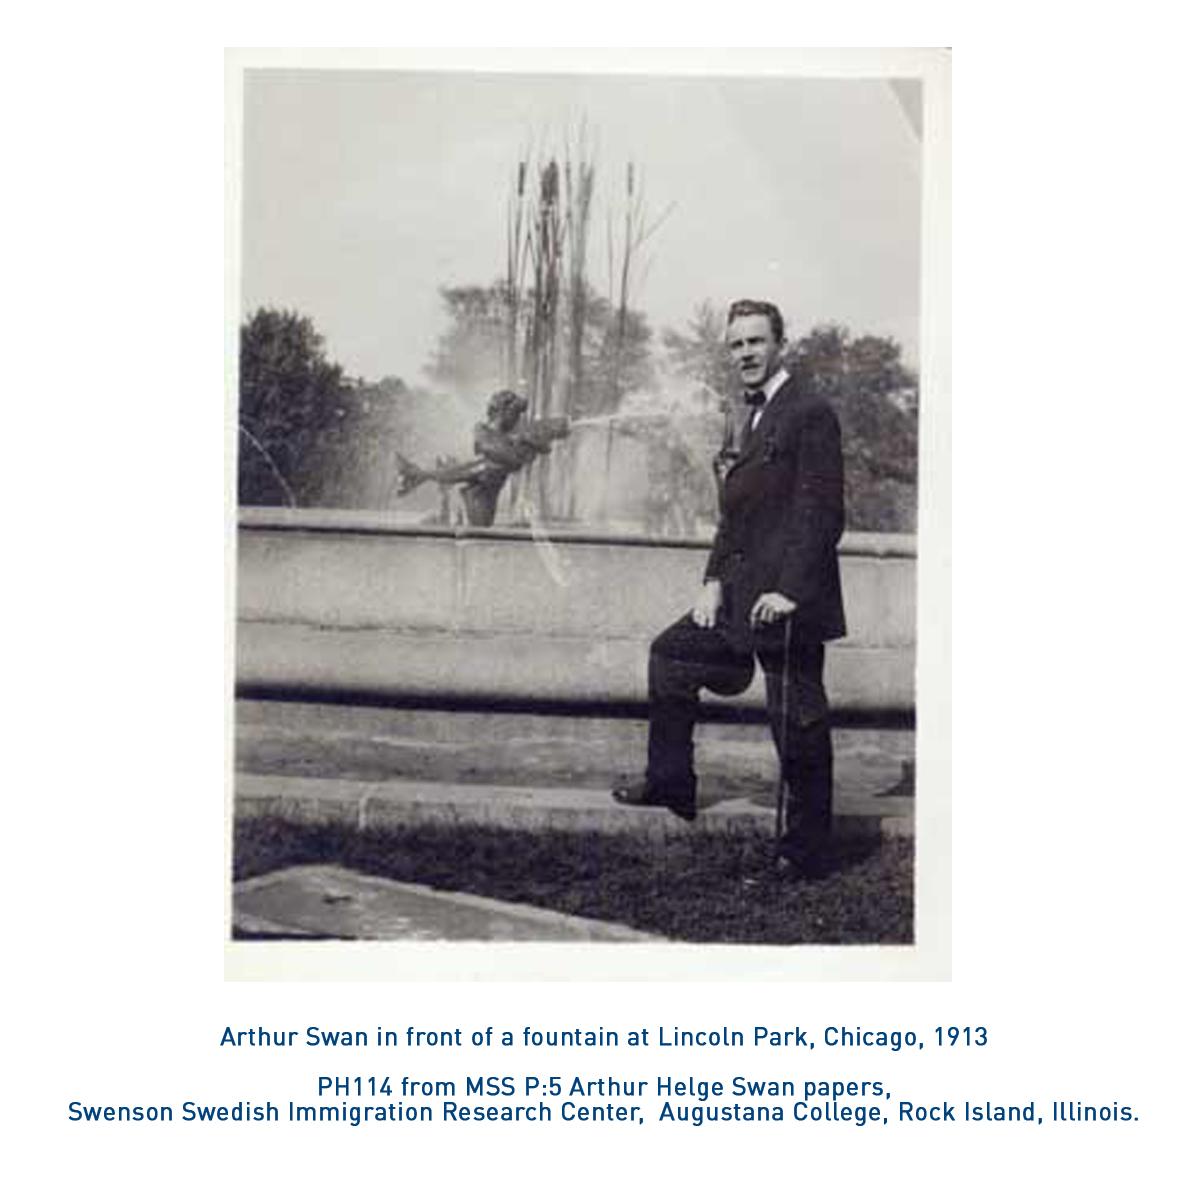 Arthur Swan in front of a fountain at Lincoln Park, Chicago, 1913
PH114 from MSS P:5 Arthur Helge Swan papers,
Swenson Swedish Immigration Research Center,  Augustana College, Rock Island, Illinois.